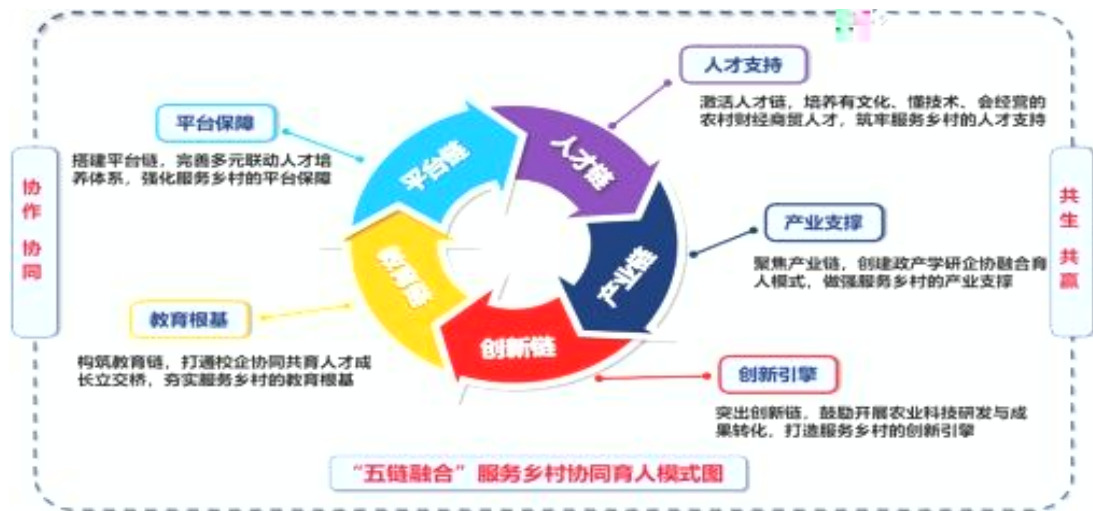 人才支持
激活人才链，培养有文化、懂技术、会经营的
农村财经商贸人才，筑牢服务乡村的人才支持
平台保障
搭建平台链，完善多元联动人才培
养体系，强化服务乡村的平台保障
平台链
人才链
协作 协同
共生 共赢
产业支撑
聚焦产业链，创建政产学研企协融合育
人模式，做强服务乡村的产业支撑
产业链
教育链
创新链
教育根基
构筑教育链，打通校企协同共育人才成
长立交桥，夯实服务乡村的教育根基
创新引擎
突出创新链，鼓励开展农业科技研发与成
果转化，打造服务乡村的创新引擎
“五链融合”服务乡村协同育人模式图